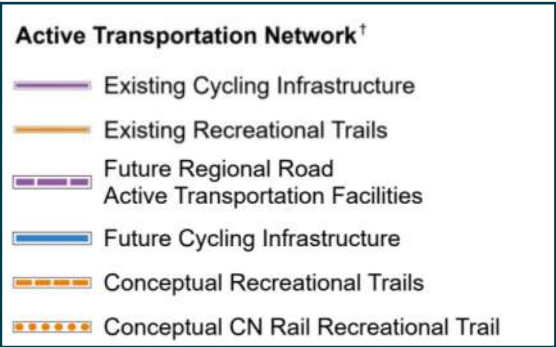 Active Transportation Network†
Existing Cycling Infrastructure
Existing Recreational Trails
Future Regional Road
Active Transportation Facilities
Future Cycling Infrastructure
Conceptual Recreational Trails
Conceptual CN Rail Recreational Trail